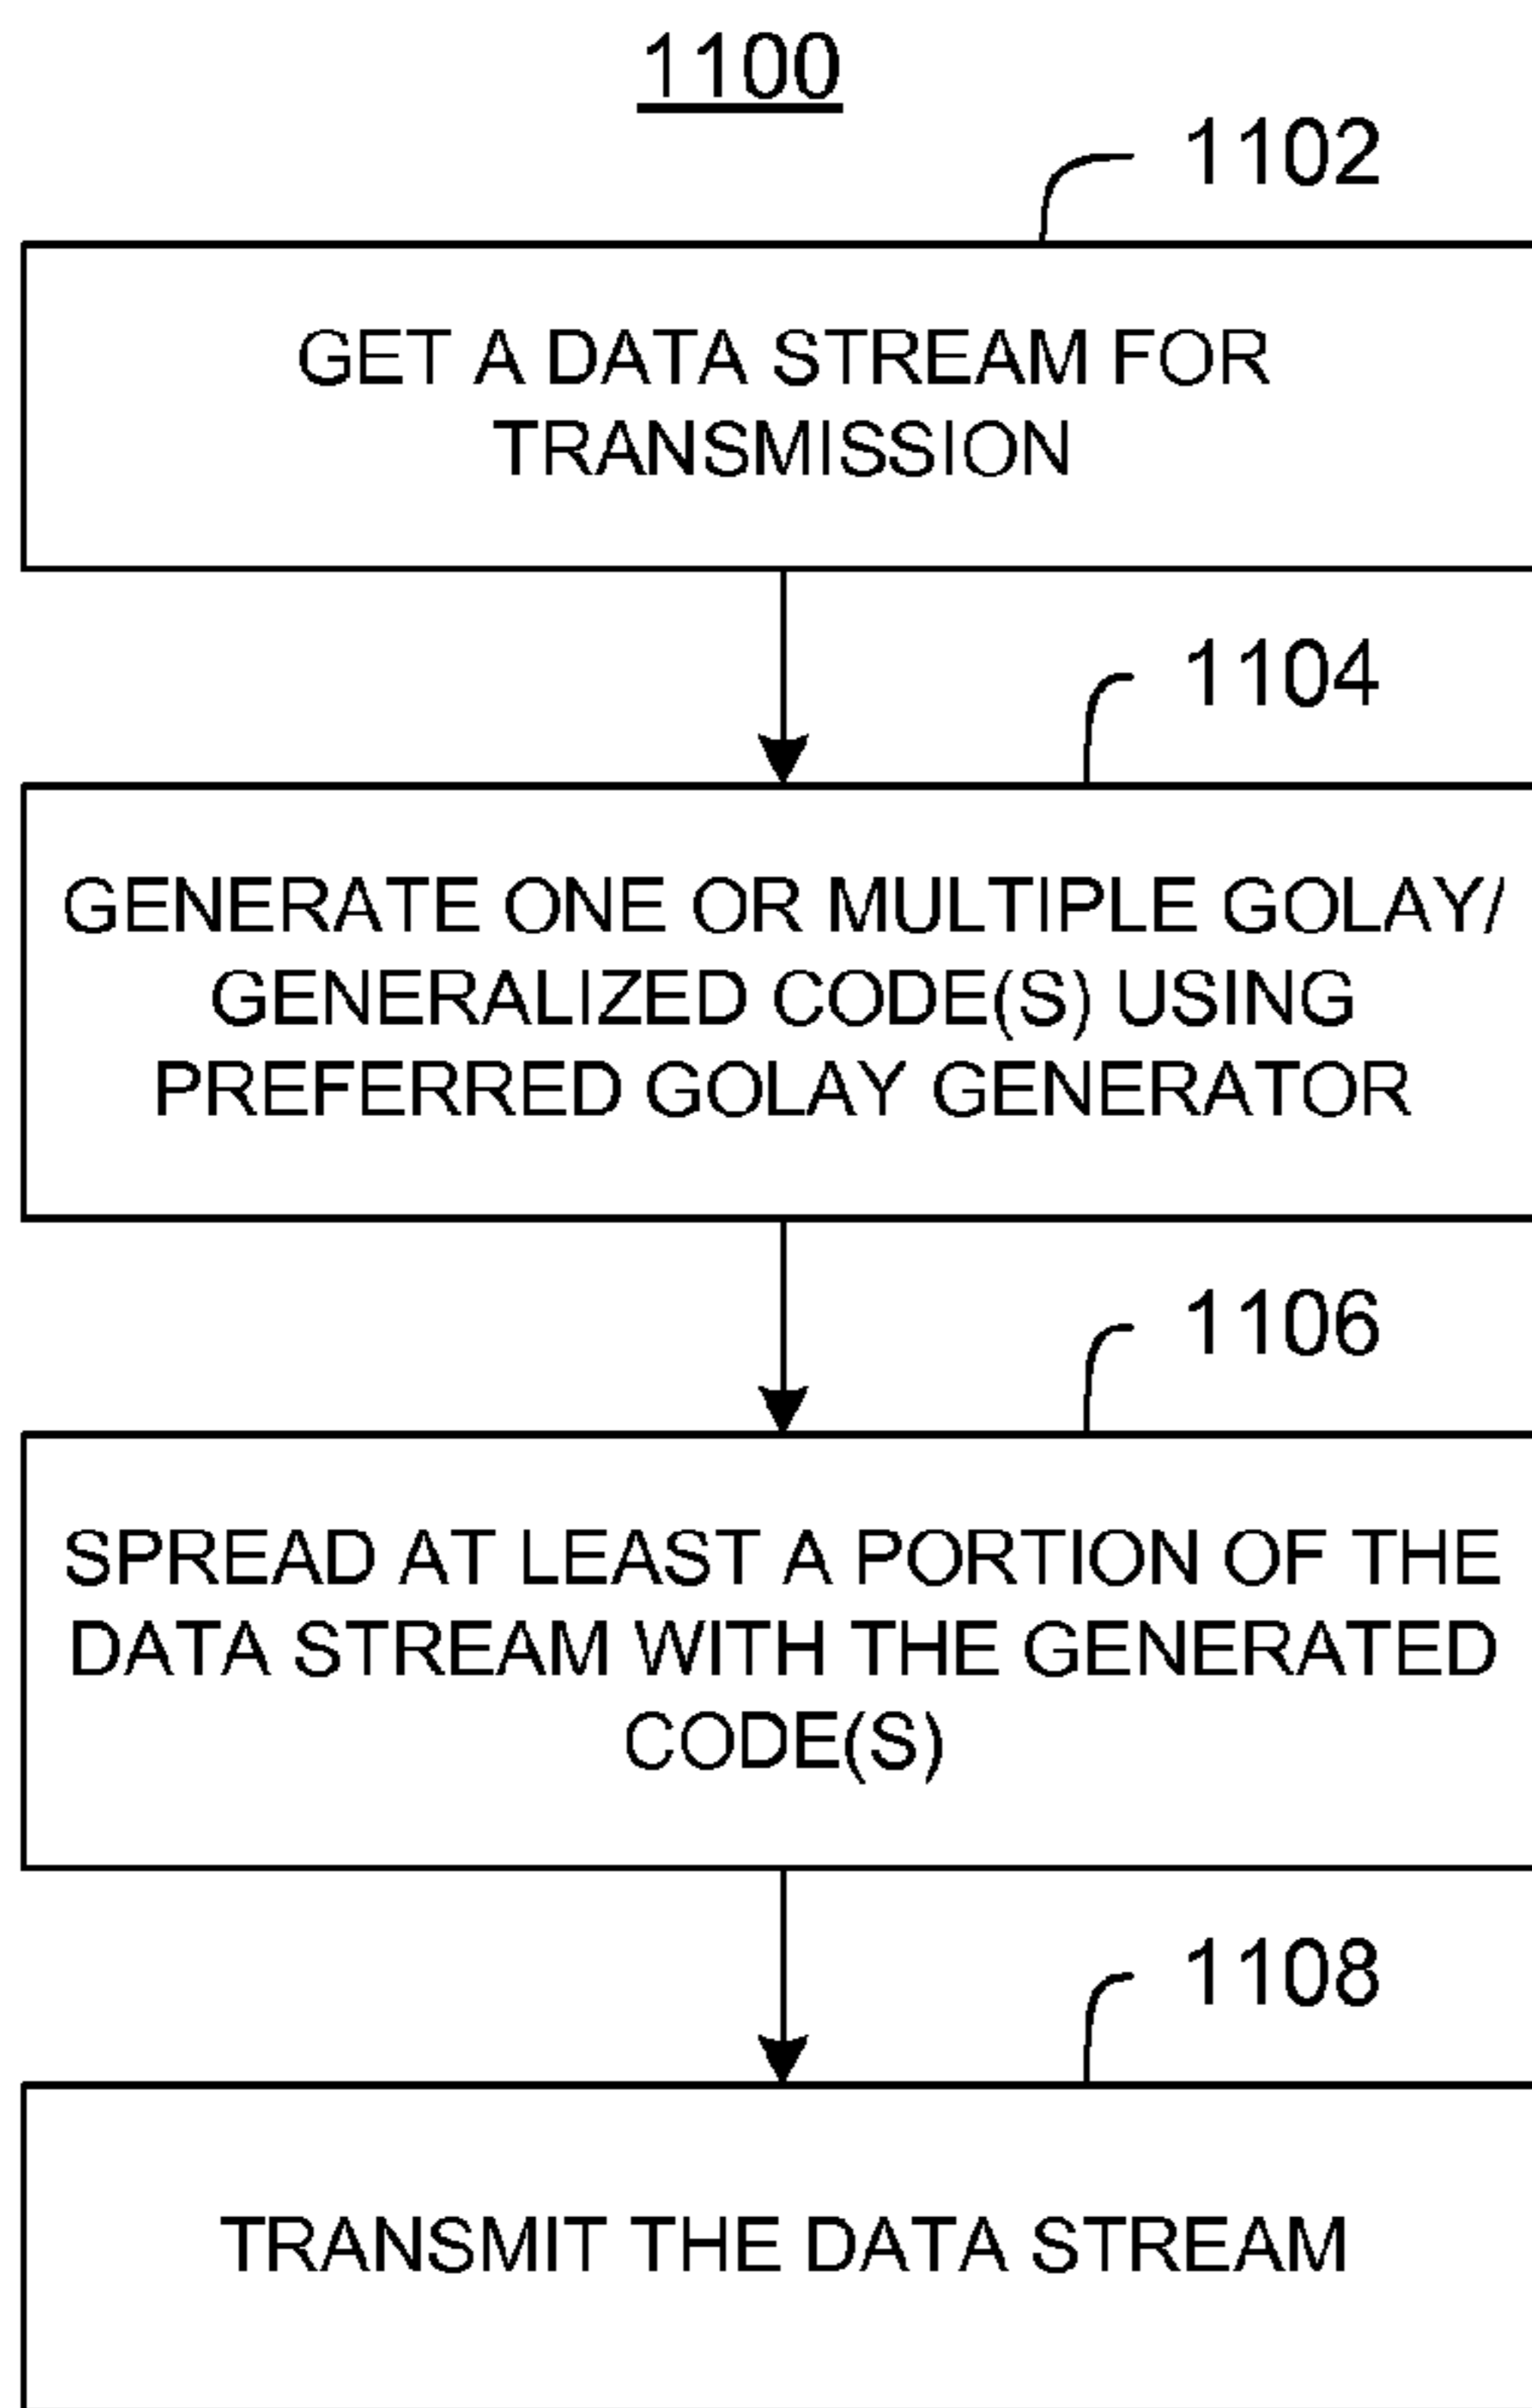 1100
1102
GET A DATA STREAM FOR
TRANSMISSION
1104
GENERATE ONE OR MULTIPLE GOLAY/
GENERALIZED CODE(S) USING
PREFERRED GOLAY GENERATOR
1106
SPREAD AT LEAST A PORTION OF THE
DATA STREAM WITH THE GENERATED
CODE(S)
1108
TRANSMIT THE DATA STREAM